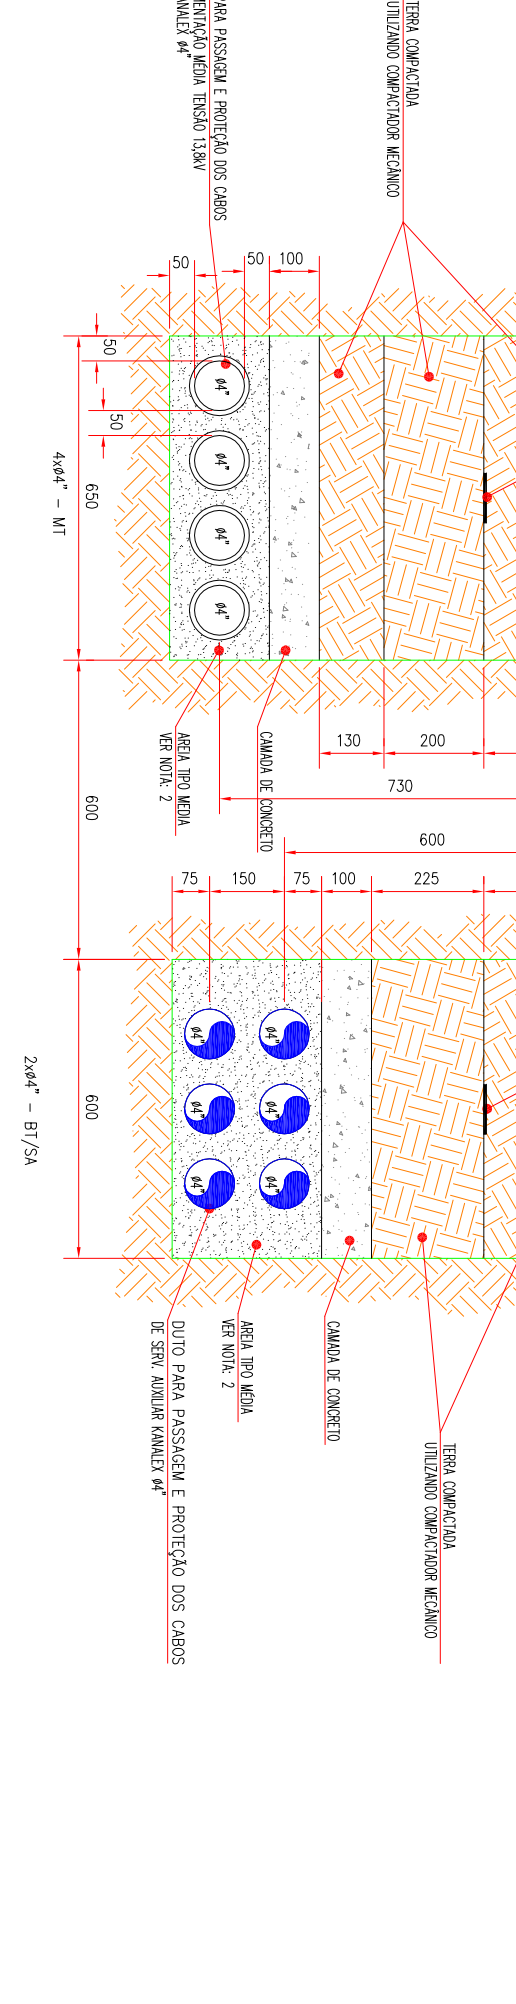 TERRA COMPACTADA
UTILIZANDO COMPACTADOR MECÂNICO
PARA PASSAGEM E PROTEÇÃO DOS CABOS
MÉDIA TENSÃO 13,8kV
ø4"
50
50
100
50
50
ø4"
ø4"
ø4"
ø4"
650
4xø4" - MT
AREIA TIPO MEDIA
VER NOTA: 2
CAMADA DE CONCRETO
130
200
730
600
600
75
150
75
100
225
ø4"
ø4"
ø4"
ø4"
ø4"
ø4"
600
2xø4" - BT/SA
TERRA COMPACTADA
UTILIZANDO COMPACTADOR MECÂNICO
CAMADA DE CONCRETO
AREIA TIPO MÉDIA
VER NOTA: 2
DUTO PARA PASSAGEM E PROTEÇÃO DOS CABOS
DE SERV. AUXILIAR KANALEX ø4"